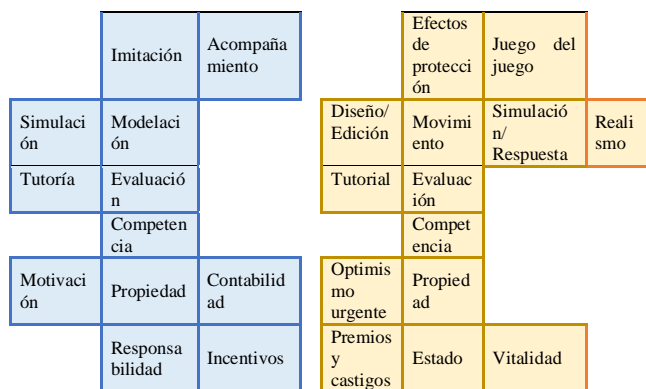 Imitación
Acompaña
miento
Simulaci
ón
Modelaci
ón
Tutoría
Evaluació
n
Competen
cia
Motivaci
ón
Propiedad
Contabilid
ad
Responsa
bilidad
Incentivos
Efectos
de
protecci
ón
Juego del
juego
Diseño/
Edición
Movimi
ento
Simulació
n/
Respuesta
Reali
smo
Tutorial
Evaluac
ión
Compet
encia
Optimis
mo
urgente
Propied
ad
Premios
y
castigos
Estado
Vitalidad